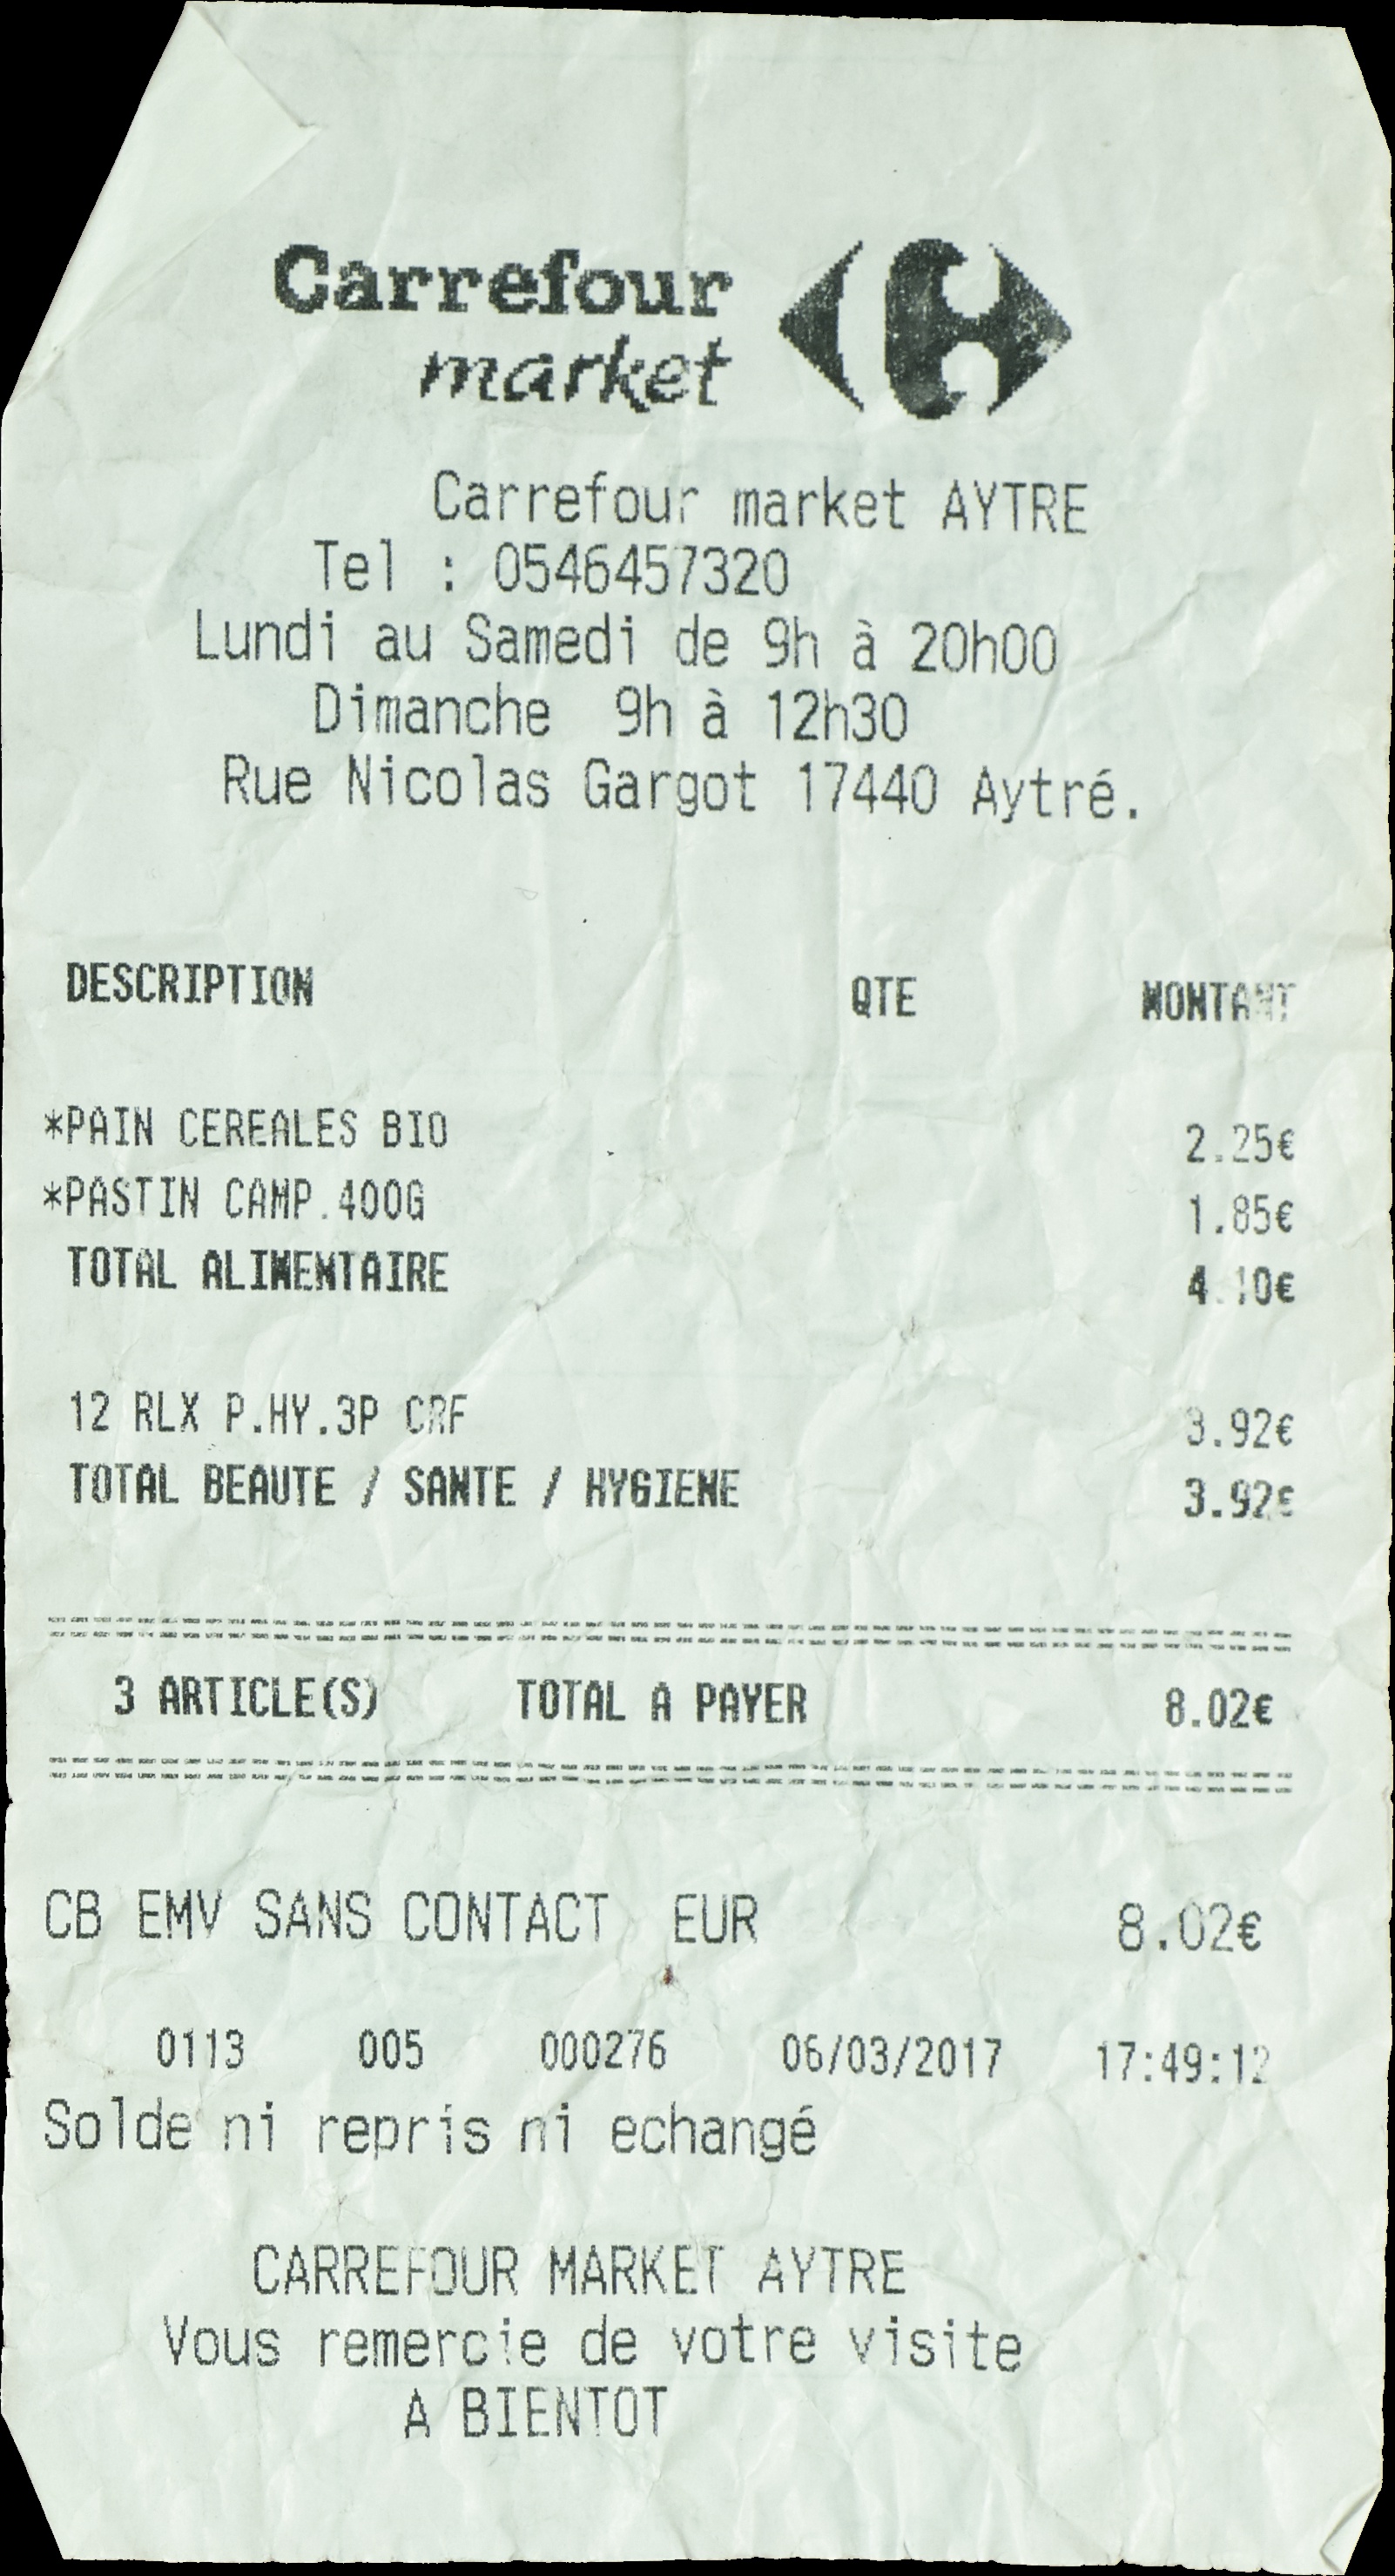 Carrefour
market
Carrefour market AYTRE
Tel : 0546457320
Lundi au Samedi de 9h à 20h00
Dimanche 9h à 12h30
Rue Nicolas Gargot 17440 Aytré.
DESCRIPTION QTE MONTANT
*PAIN CEREALES BIO 2.25€
*PASTIN CAMP.400G 1.85€
TOTAL ALIMENTAIRE 4.10€
12 RLX P.HY.3P CRF 3.92€
TOTAL BEAUTE / SANTE / HYGIENE 3.92€
3 ARTICLE(S) TOTAL A PAYER 8.02€
CB EMV SANS CONTACT EUR 8.02€
0113 005 000276 06/03/2017 17:49:12
Solde ni repris ni echangé
CARREFOUR MARKET AYTRE
Vous remercie de votre visite
A BIENTOT